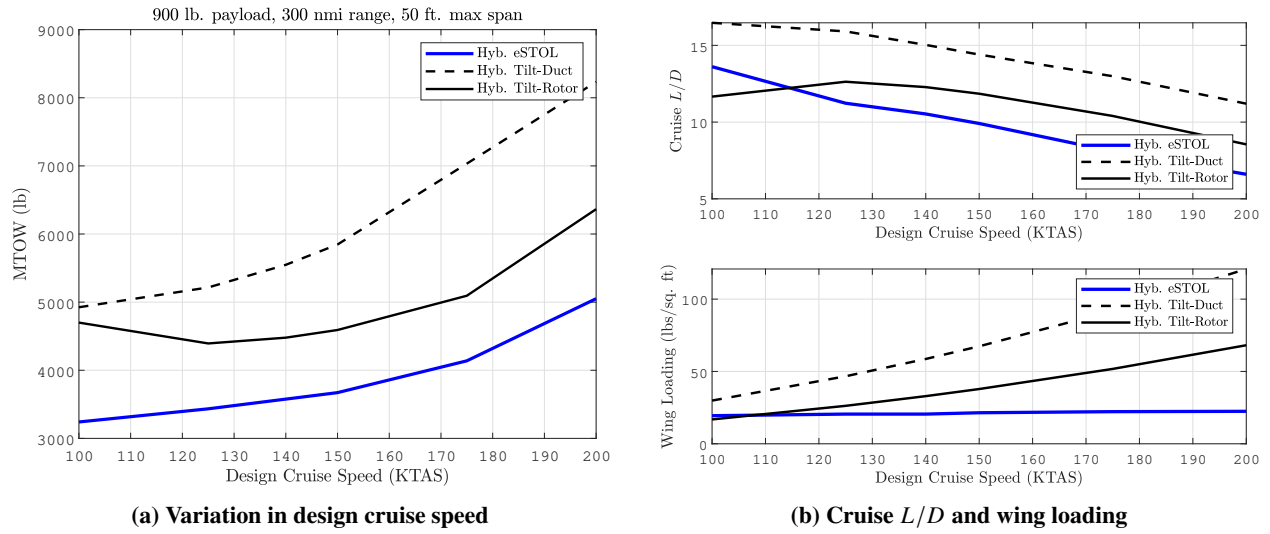 900 lb. payload, 300 nmi range, 50 ft. max span
9000
8000
7000
6000
5000
4000
3000
MTOW (lb)
Hyb. eSTOL
Hyb. Tilt-Duct
Hyb. Tilt-Rotor
100 110 120 130 140 150 160 170 180 190 200
Design Cruise Speed (KTAS)
(a) Variation in design cruise speed
15
10
5
Cruise L/D
Hyb. eSTOL
Hyb. Tilt-Duct
Hyb. Tilt-Rotor
100 110 120 130 140 150 160 170 180 190 200
Design Cruise Speed (KTAS)
100
50
0
Wing Loading (lbs/sq. ft)
Hyb. eSTOL
Hyb. Tilt-Duct
Hyb. Tilt-Rotor
100 110 120 130 140 150 160 170 180 190 200
Design Cruise Speed (KTAS)
(b) Cruise L/D and wing loading